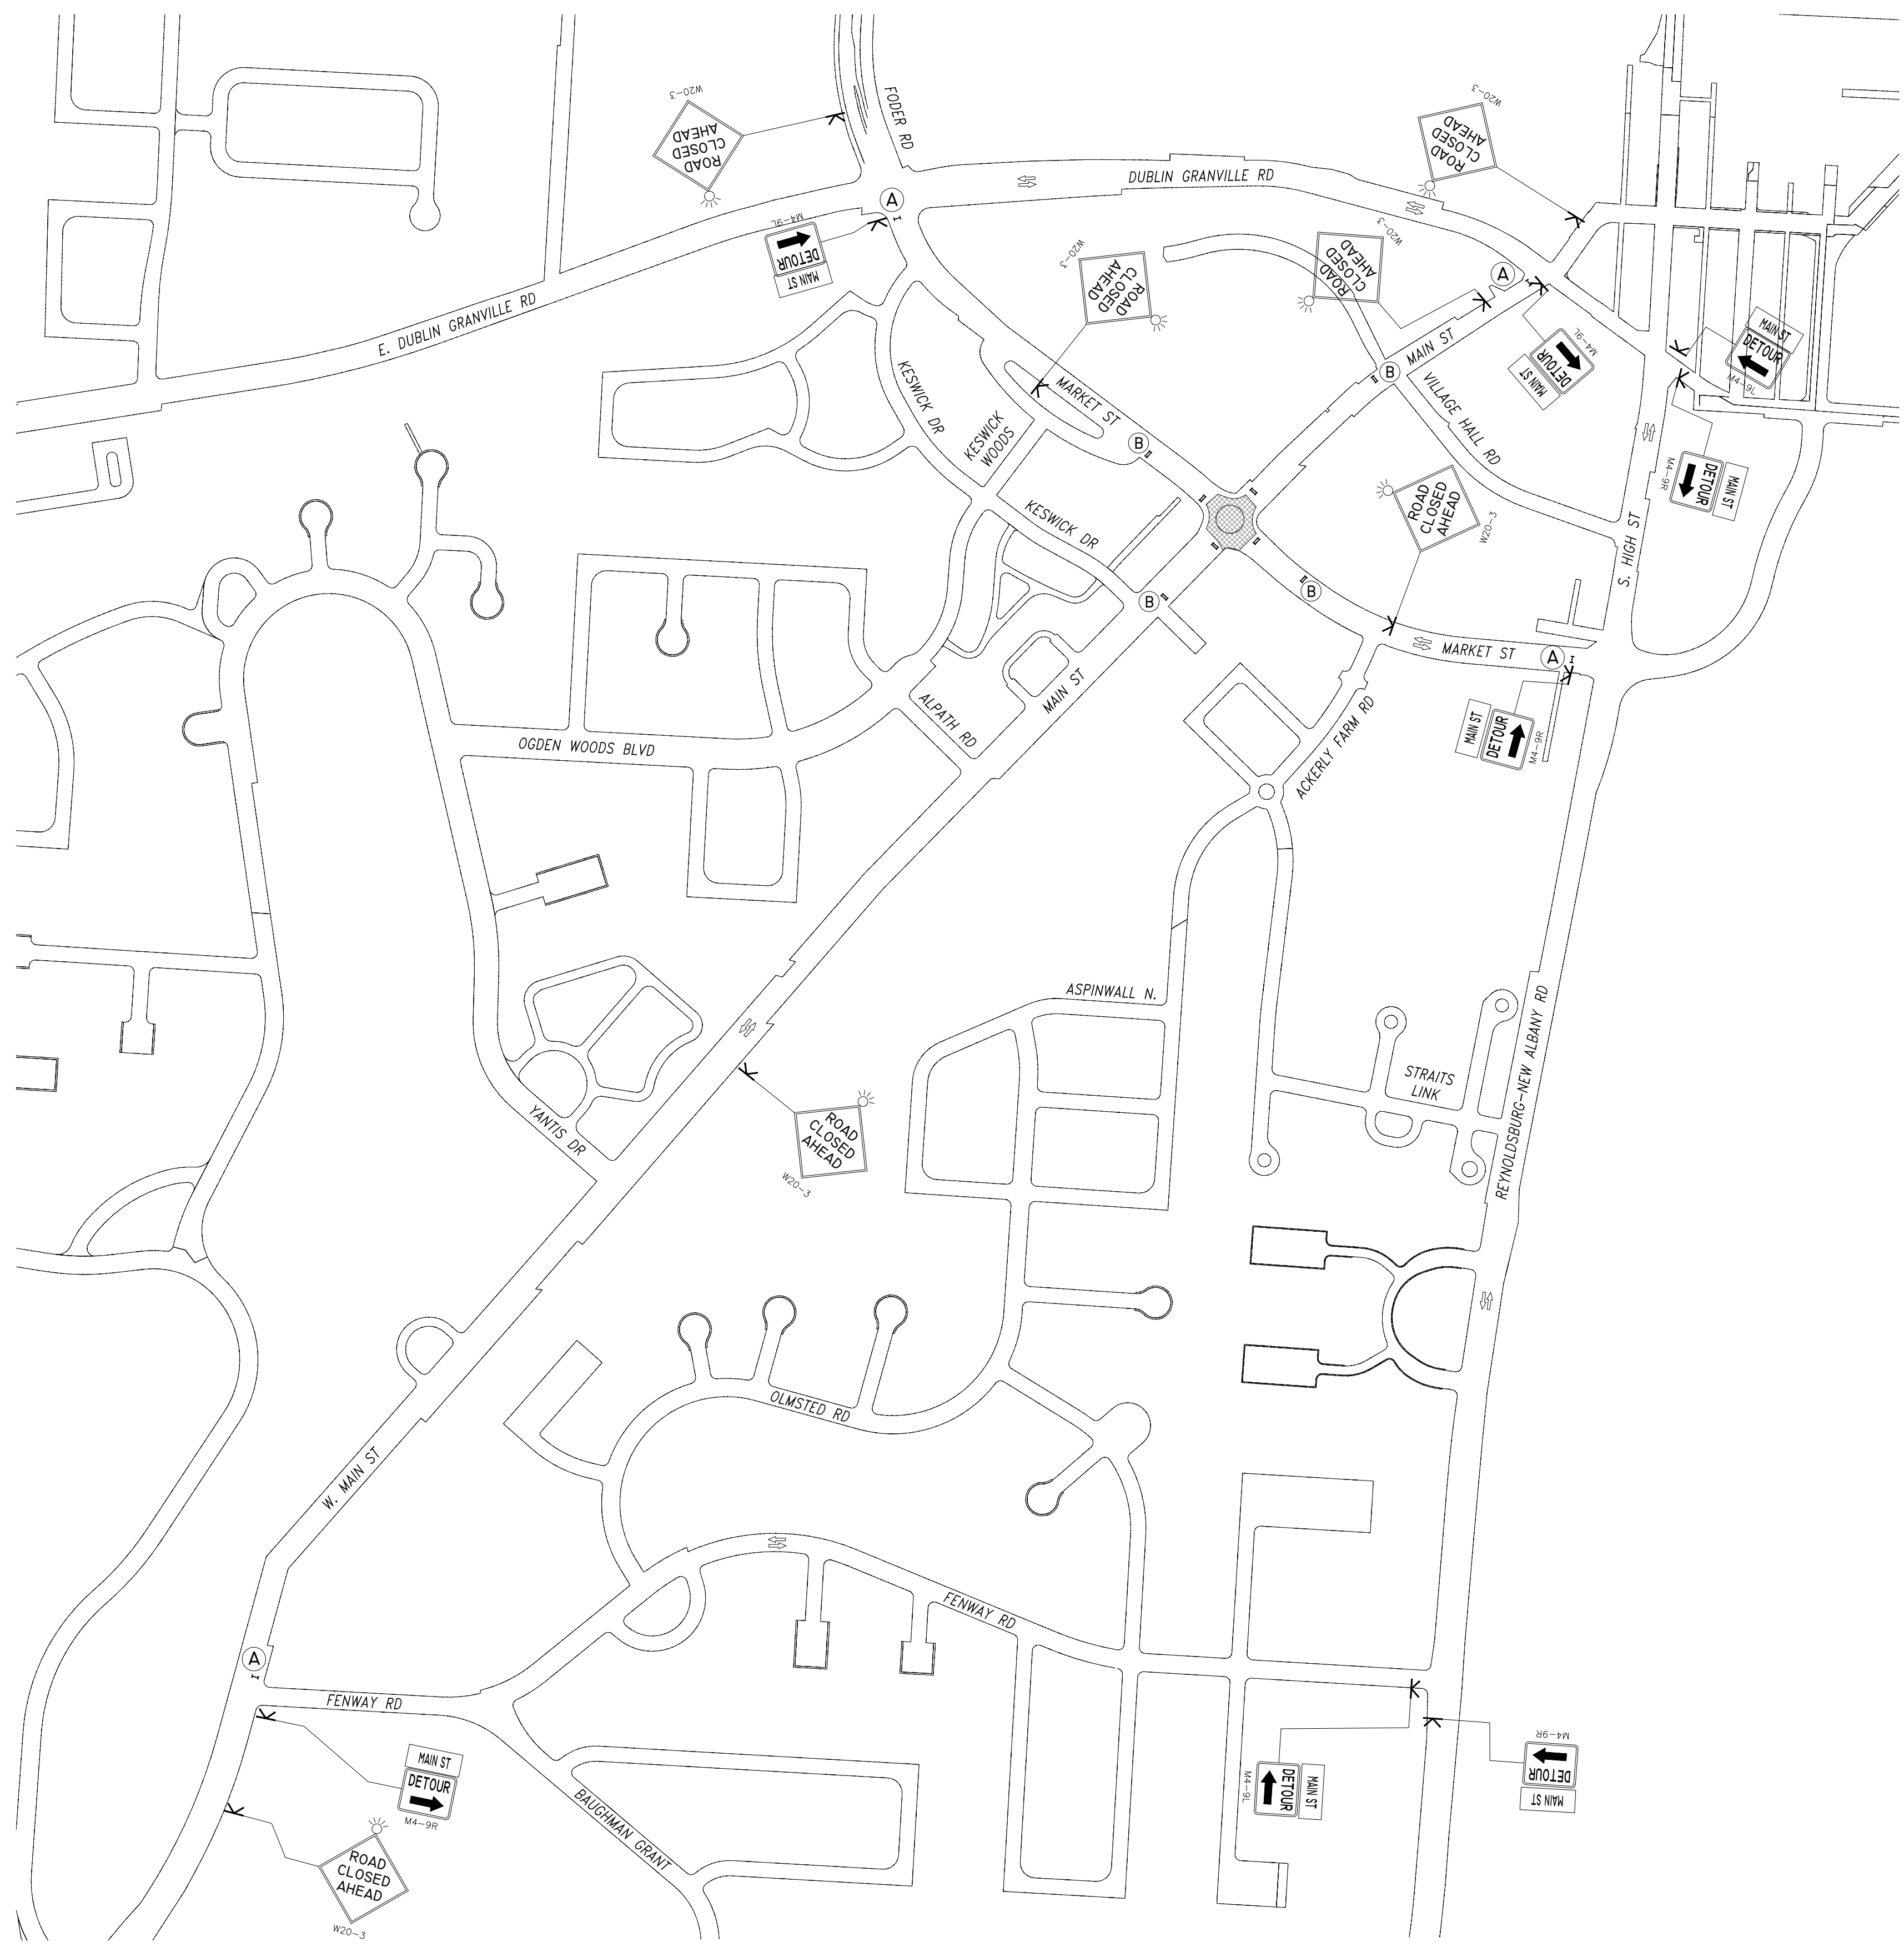 W20-3
ROAD
CLOSED
AHEAD
FODER RD
W20-3
ROAD
CLOSED
AHEAD
DUBLIN GRANVILLE RD
A
M4-9L
DETOUR
MAIN ST
W20-3
ROAD
CLOSED
AHEAD
W20-3
ROAD
CLOSED
AHEAD
A
E. DUBLIN GRANVILLE RD
MAIN ST
B
M4-9L
DETOUR
MAIN ST
MAIN ST
DETOUR
M4-9L
KESWICK DR
KESWICK
WOODS
MARKET ST
B
VILLAGE HALL RD
M4-9R
DETOUR
MAIN ST
ROAD
CLOSED
AHEAD
W20-3
KESWICK DR
S. HIGH ST
B
B
MARKET ST
A
MAIN ST
DETOUR
M4-9R
OGDEN WOODS BLVD
ALPATH RD
MAIN ST
ACKERLY FARM RD
ASPINWALL N.
STRAITS
LINK
REYNOLDSBURG-NEW ALBANY RD
YANTIS DR
ROAD
CLOSED
AHEAD
W20-3
OLMSTED RD
W. MAIN ST
FENWAY RD
A
FENWAY RD
MAIN ST
DETOUR
M4-9R
M4-9R
DETOUR
MAIN ST
M4-9L
DETOUR
MAIN ST
BAUGHMAN GRANT
ROAD
CLOSED
AHEAD
W20-3